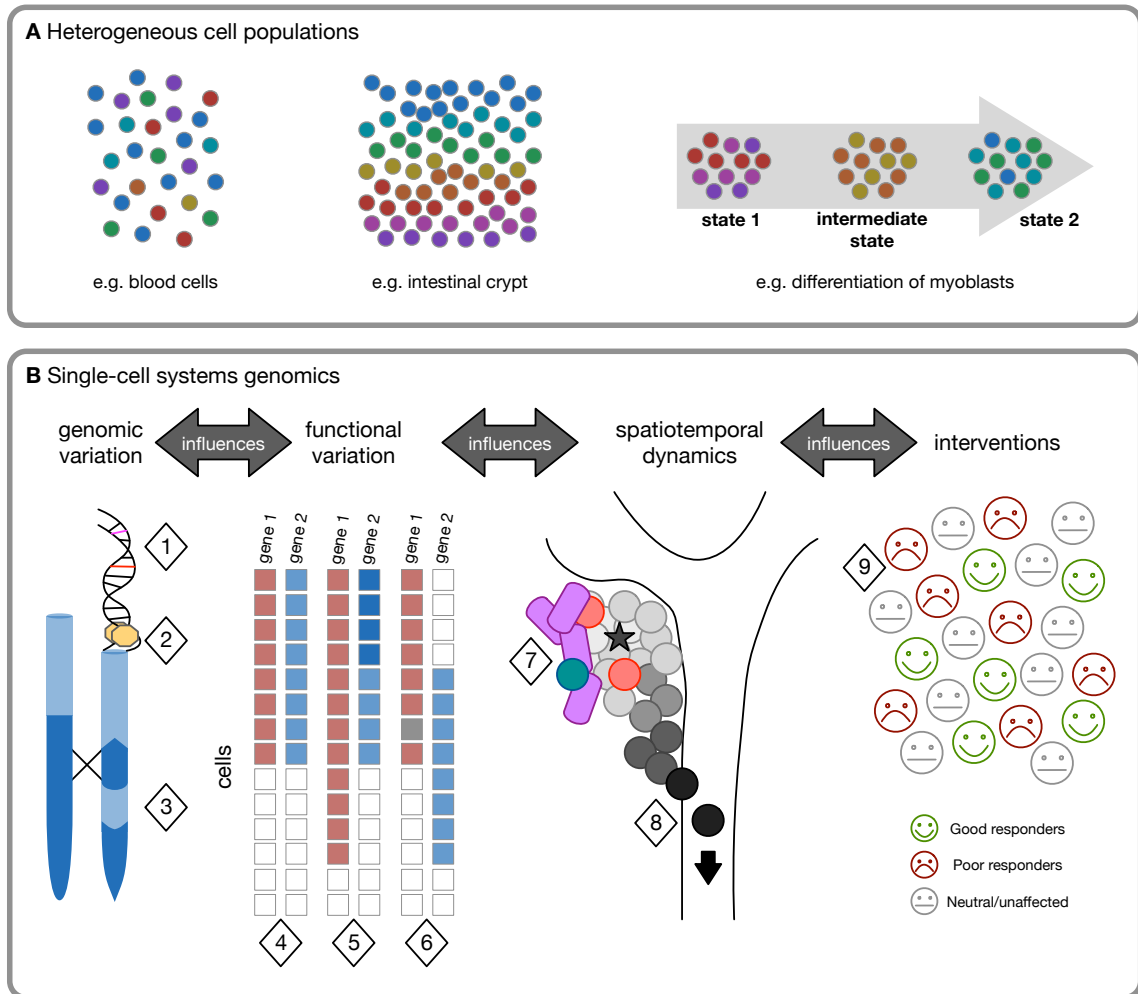 A Heterogeneous cell populations
e.g. blood cells
e.g. intestinal crypt
state 1
intermediate
state
state 2
e.g. differentiation of myoblasts
B Single-cell systems genomics
genomic
variation
influences
functional
variation
influences
spatiotemporal
dynamics
influences
interventions
gene 1
gene 2
gene 1
gene 2
gene 1
gene 2
cells
1
2
3
4
5
6
7
8
9
Good responders
Poor responders
Neutral/unaffected